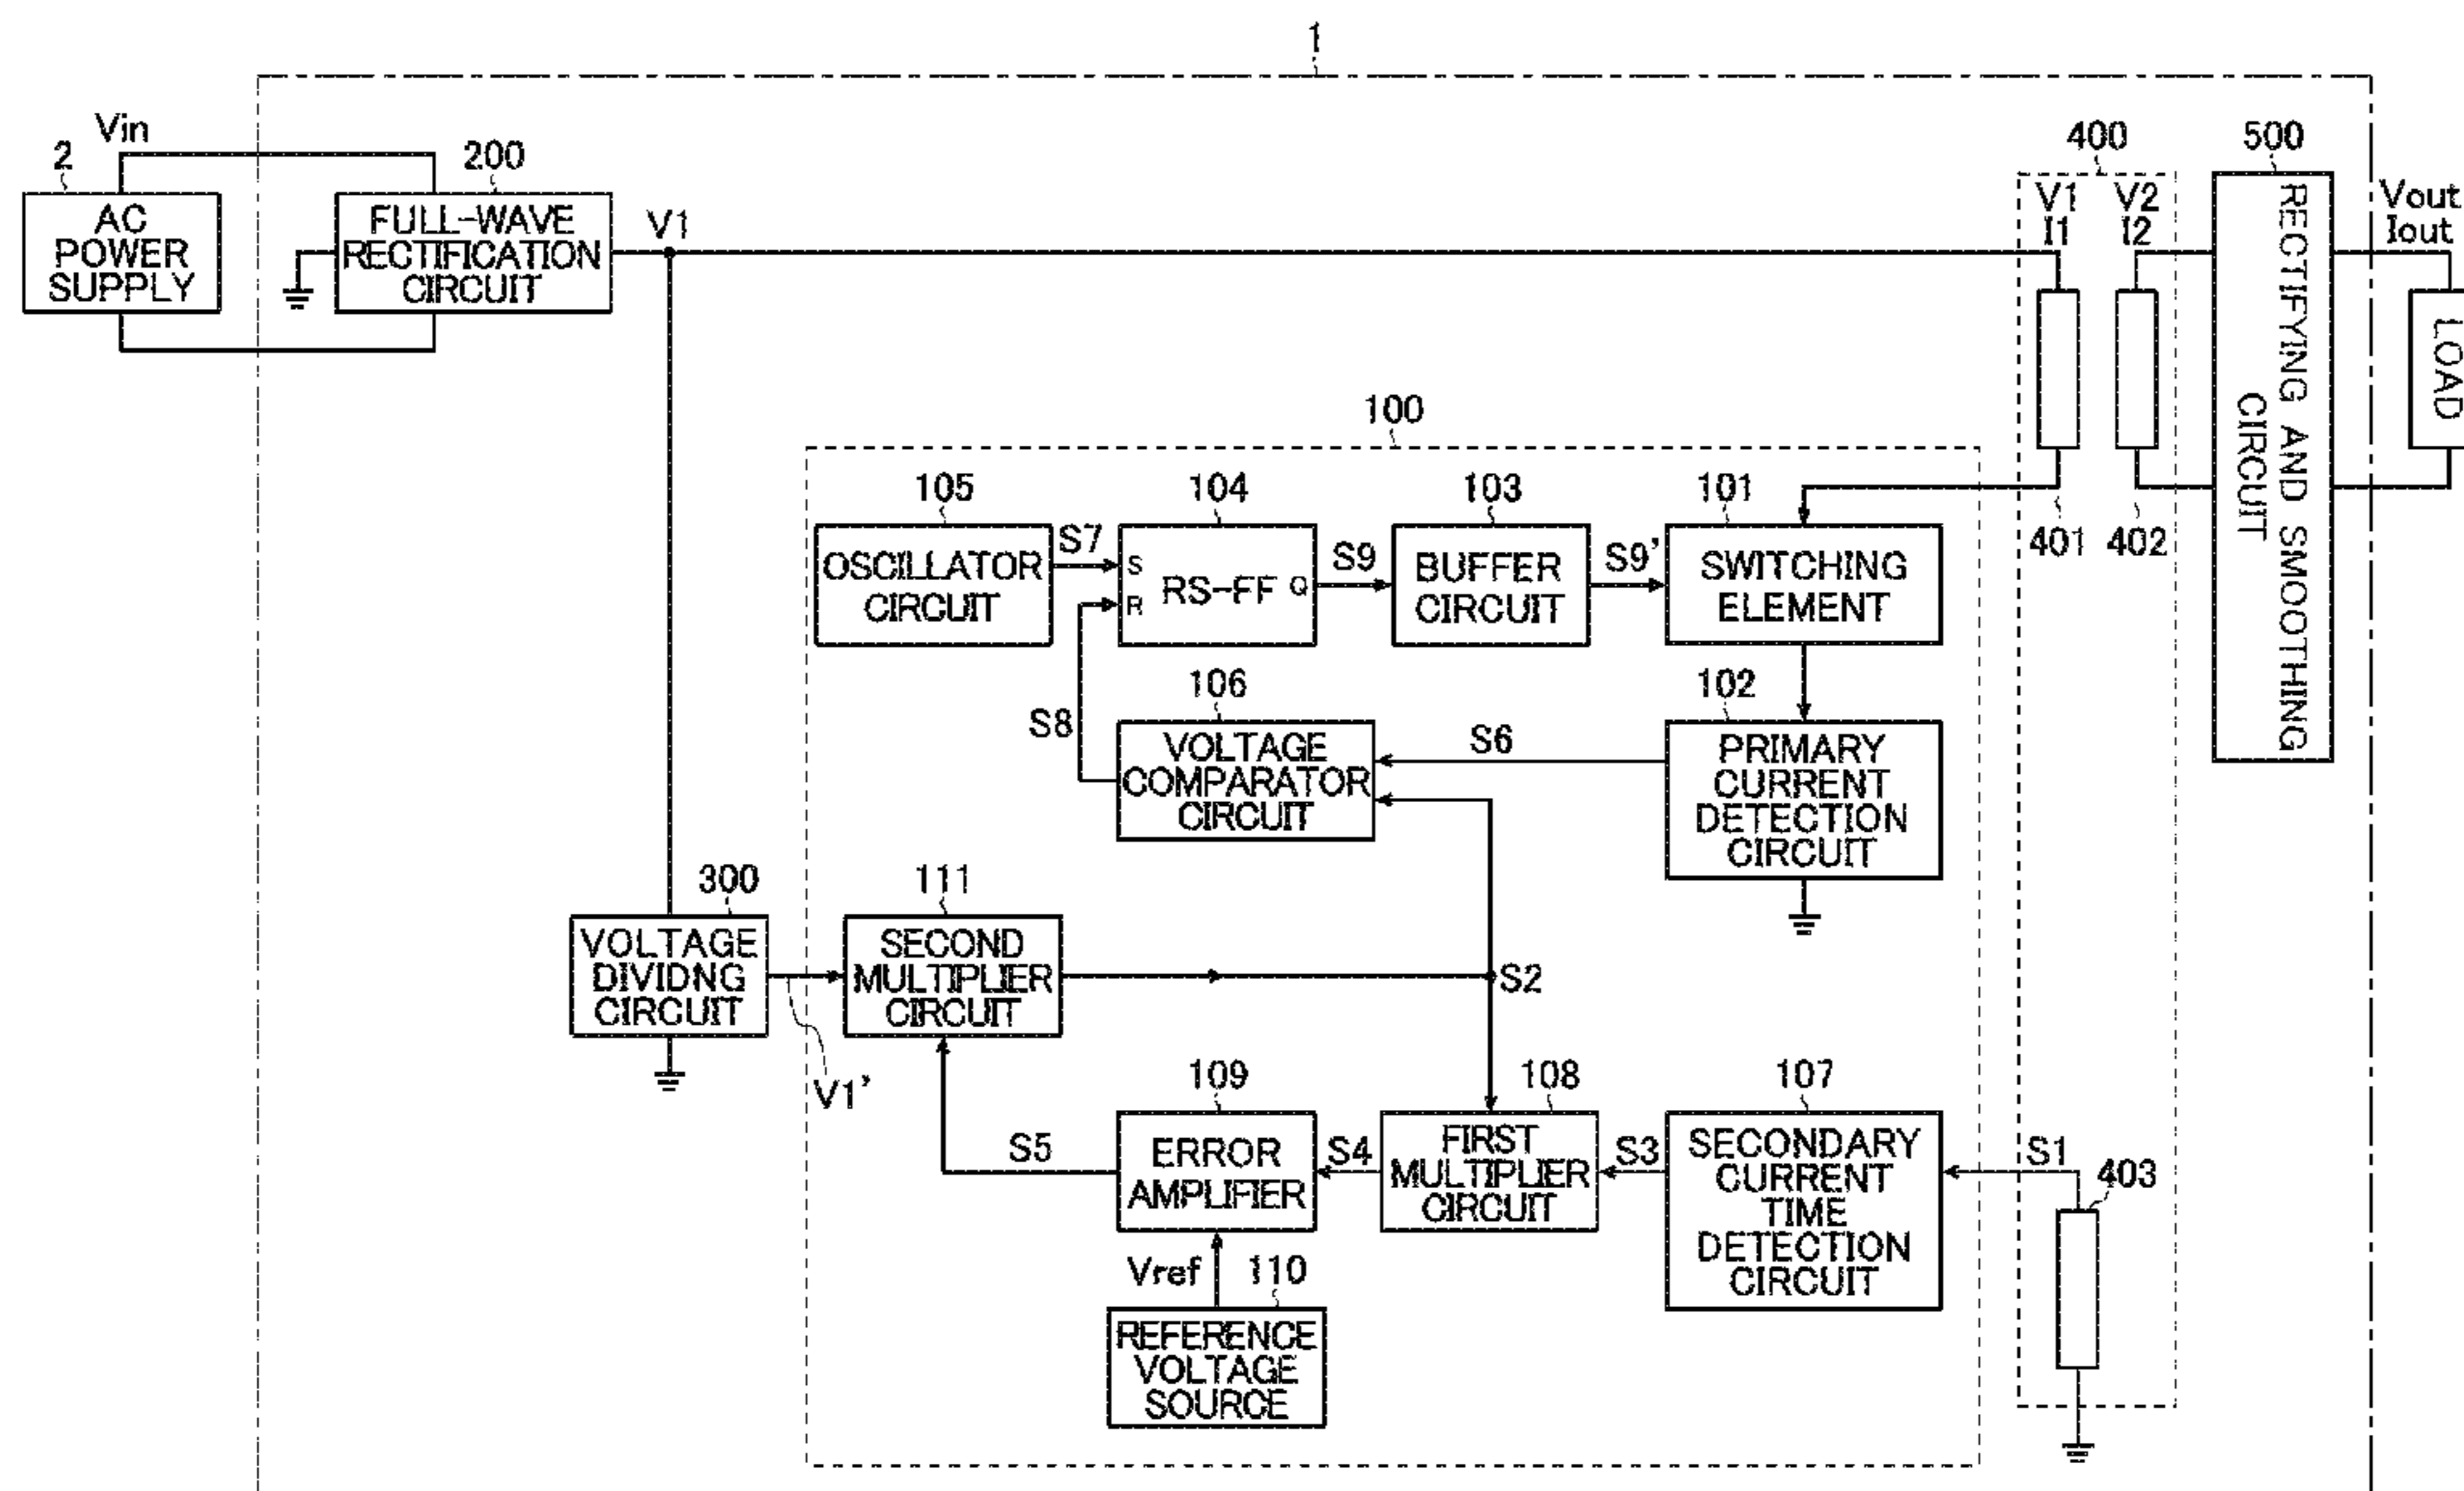 1
Vin
2
200
400
500
AC
POWER
SUPPLY
FULL-WAVE
RECTIFICATION
CIRCUIT
V1
V1
I1
V2
I2
RECTIFYING AND SMOOTHING
CIRCUIT
Vout
Iout
LOAD
100
401
402
105
104
103
101
OSCILLATOR
CIRCUIT
S7
S
R
RS-FF
Q
S9
BUFFER
CIRCUIT
S9'
SWITCHING
ELEMENT
106
102
S8
VOLTAGE
COMPARATOR
CIRCUIT
S6
PRIMARY
CURRENT
DETECTION
CIRCUIT
300
111
VOLTAGE
DIVIDNG
CIRCUIT
SECOND
MULTIPLIER
CIRCUIT
S2
V1'
109
108
107
S5
ERROR
AMPLIFIER
S4
FIRST
MULTIPLIER
CIRCUIT
S3
SECONDARY
CURRENT
TIME
DETECTION
CIRCUIT
S1
403
Vref
110
REFERENCE
VOLTAGE
SOURCE